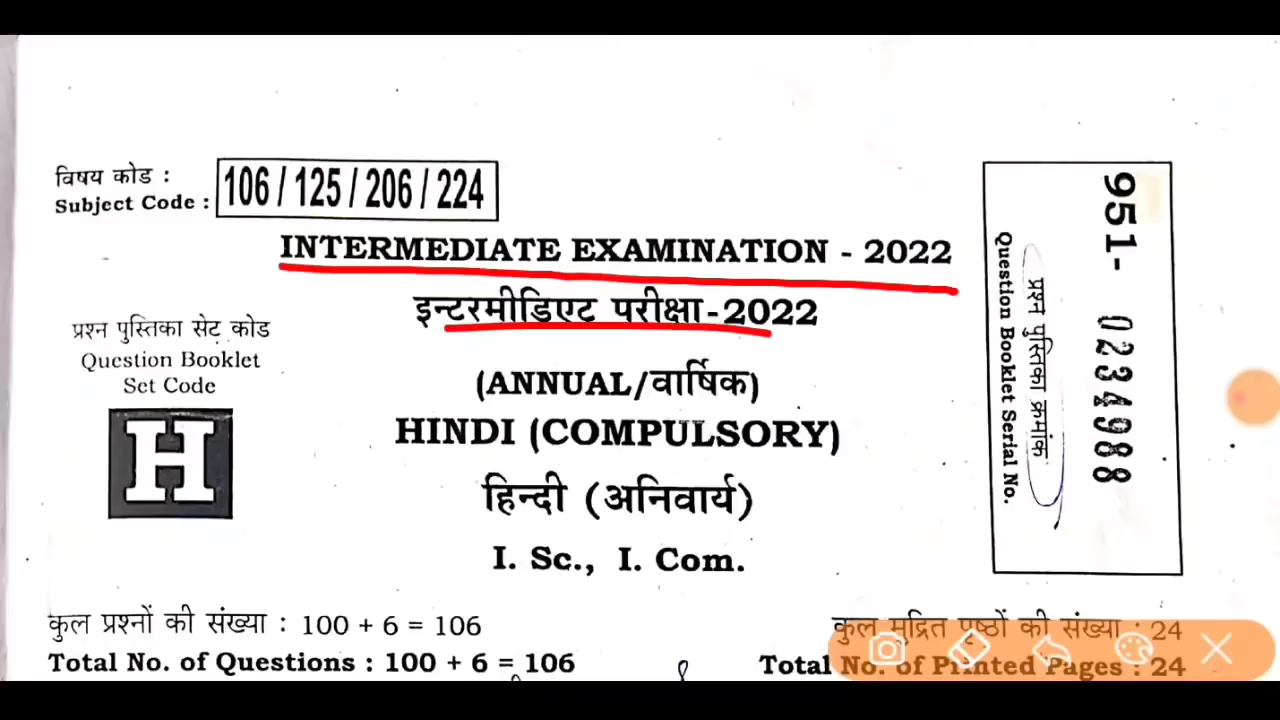 विषय कोड :
Subject Code :
106 / 125 / 206 / 224
INTERMEDIATE EXAMINATION - 2022
इन्टरमीडिएट परीक्षा-2022
प्रश्न पुस्तिका सेट कोड
Question Booklet
Set Code
H
(ANNUAL/वार्षिक)
HINDI (COMPULSORY)
हिन्दी (अनिवार्य)
I. Sc., I. Com.
951-
0234988
प्रश्न पुस्तिका क्रमांक
Question Booklet Serial No.
कुल प्रश्नों की संख्या : 100 + 6 = 106
Total No. of Questions : 100 + 6 = 106
कुल मुद्रित पृष्ठों की संख्या : 24
Total No. of Printed Pages : 24